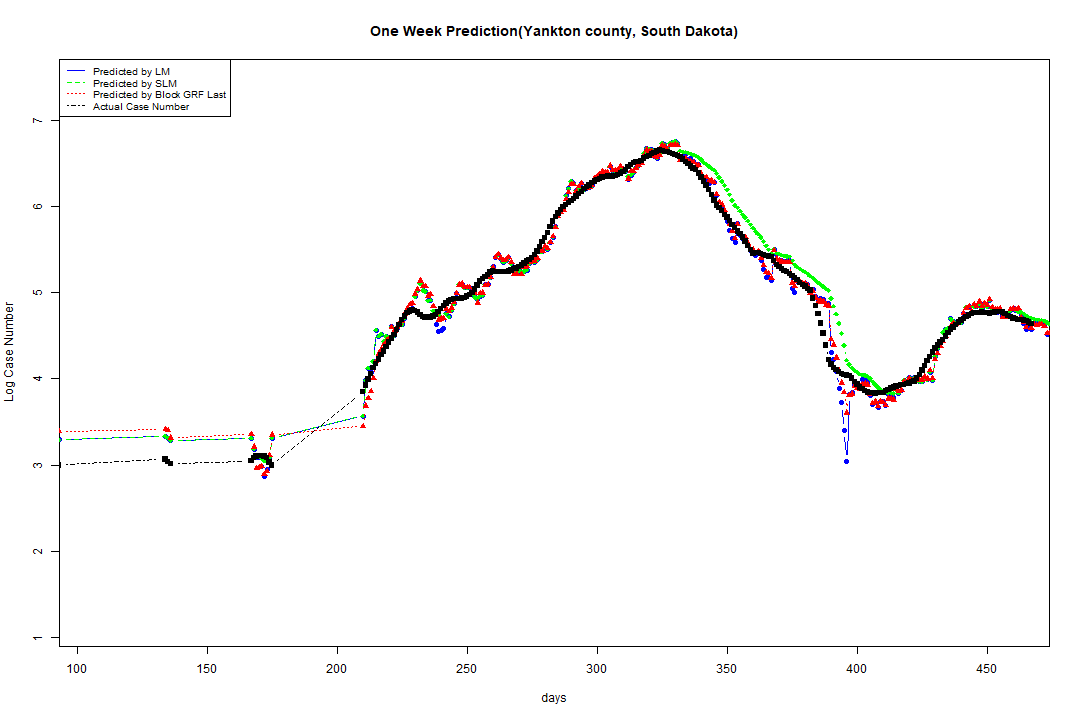 One Week Prediction(Yankton county, South Dakota)
Predicted by LM
Predicted by SLM
Predicted by Block GRF Last
Actual Case Number
Log Case Number
7
6
5
4
3
2
1
100 150 200 250 300 350 400 450
days